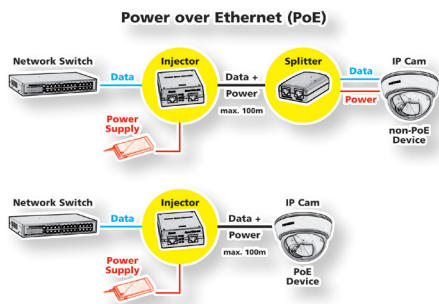 Power over Ethernet (PoE)
Network Switch
Injector
Splitter
IP Cam
Data
Data +
Power
max. 100m
Data
Power
Power
Supply
non-PoE
Device
Network Switch
Injector
IP Cam
Data
Data +
Power
max. 100m
Power
Supply
PoE
Device